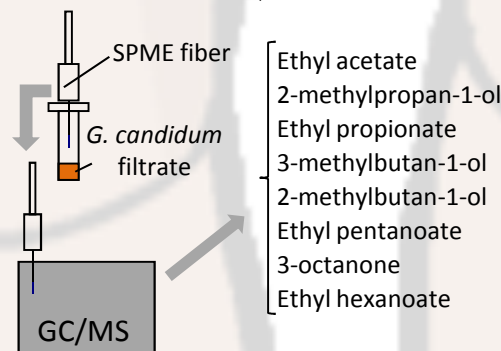 SPME fiber
G. candidum
filtrate
GC/MS
Ethyl acetate
2-methylpropan-1-ol
Ethyl propionate
3-methylbutan-1-ol
2-methylbutan-1-ol
Ethyl pentanoate
3-octanone
Ethyl hexanoate